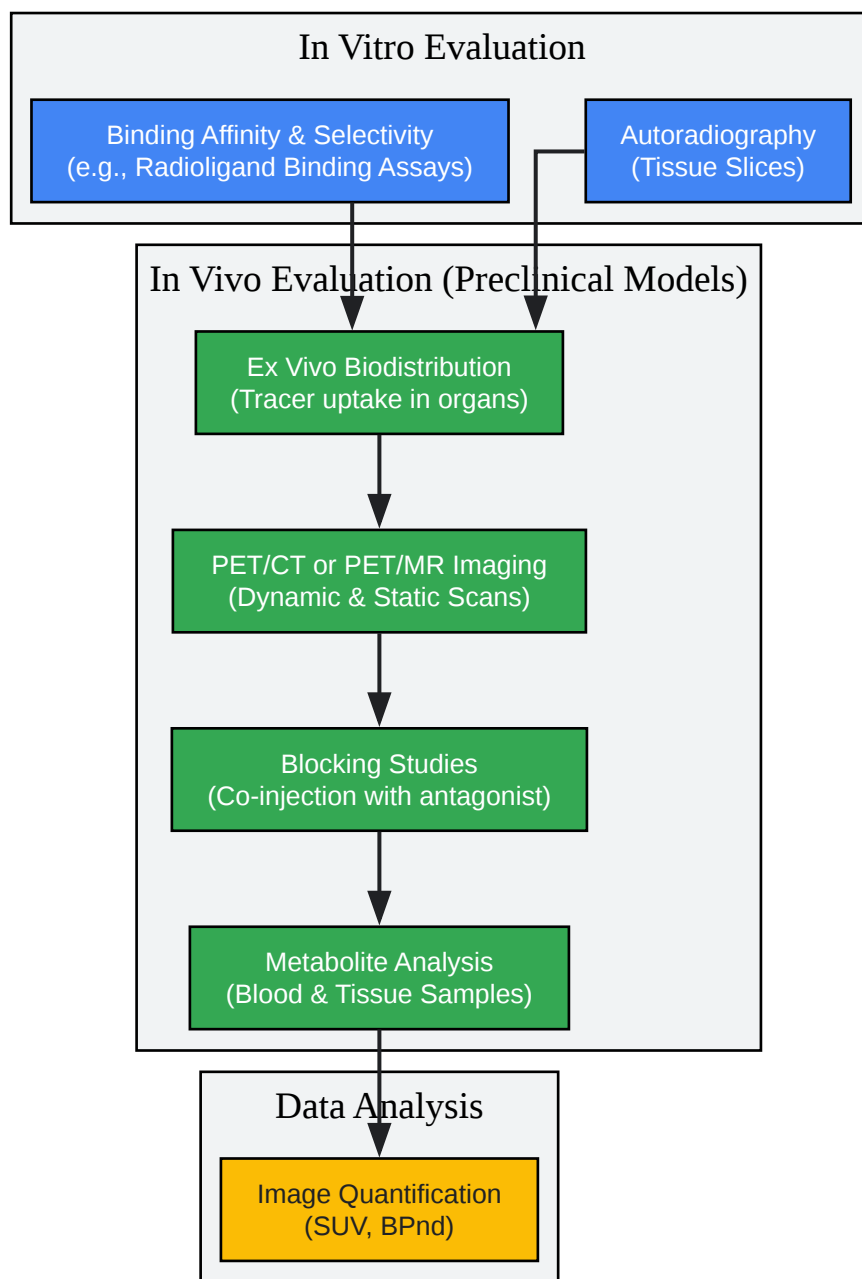 In Vitro Evaluation
Binding Affinity & Selectivity
(e.g., Radioligand Binding Assays)
Autoradiography
(Tissue Slices)
In Vivo Evaluation (Preclinical Models)
Ex Vivo Biodistribution
(Tracer uptake in organs)
PET/CT or PET/MR Imaging
(Dynamic & Static Scans)
Blocking Studies
(Co-injection with antagonist)
Metabolite Analysis
(Blood & Tissue Samples)
Data Analysis
Image Quantification
(SUV, BPnd)